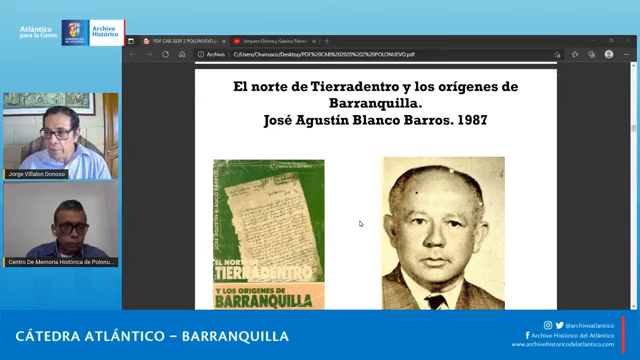 Atlántico
para la Gente
Archivo
Histórico
PDF CAB 2020 2 POLONUEVO.p
Amparo Ochoa y Gabino Palom
Archivo
C:/Users/Charrusco/Desktop/PDF%20CAB%202020%202%20POLONUEVO.pdf
El norte de Tierradentro y los orígenes de
Barranquilla.
José Agustín Blanco Barros. 1987
JOSE AGUSTIN BLANCO BARROS
EL NORTE DE
TIERRADENTRO
Y LOS ORIGENES DE
BARRANQUILLA
Jorge Villalon Donoso
Centro De Memoria Histórica de Polonu...
CÁTEDRA ATLÁNTICO – BARRANQUILLA
@archivoatlantico
Archivo Histórico del Atlántico
www.archivohistoricodelatlantico.com